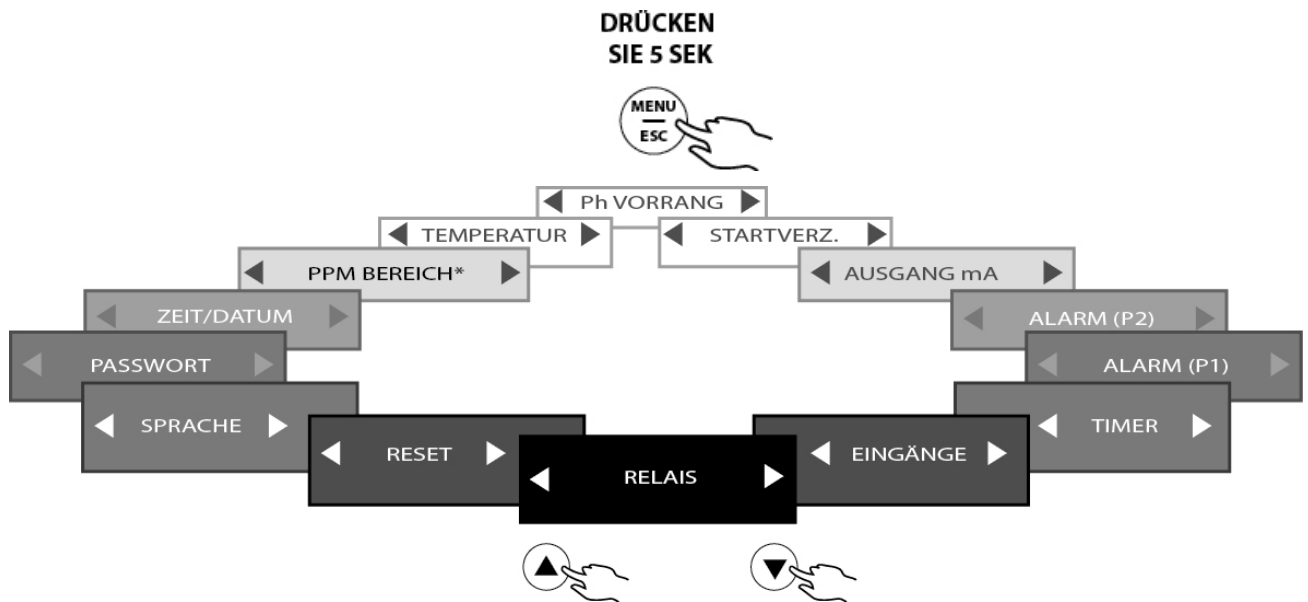 DRÜCKEN
SIE 5 SEK
MENU
ESC
Ph VORRANG
TEMPERATUR
STARTVERZ.
PPM BEREICH*
AUSGANG mA
ZEIT/DATUM
ALARM (P2)
PASSWORT
ALARM (P1)
SPRACHE
TIMER
RESET
EINGÄNGE
RELAIS